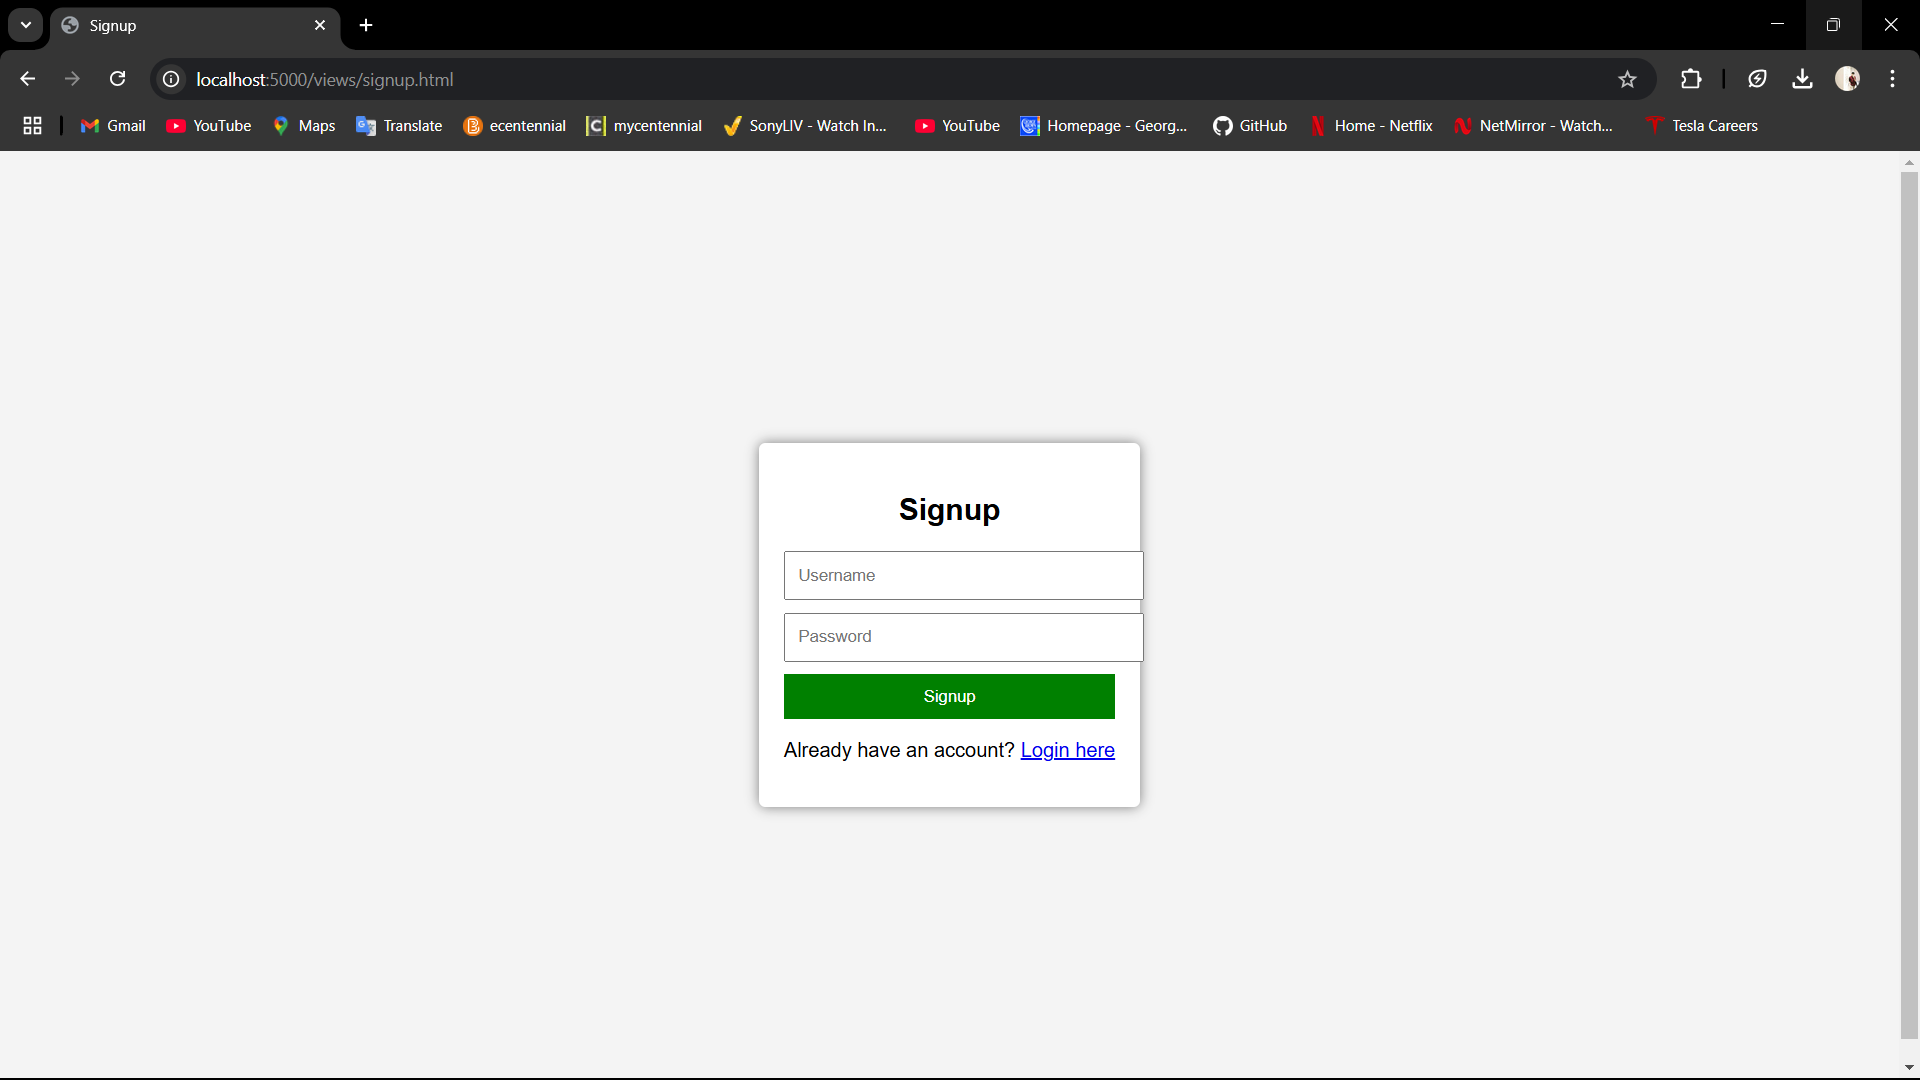 Signup
localhost:5000/views/signup.html
Gmail YouTube Maps Translate ecentennial mycentennial SonyLIV - Watch In... YouTube Homepage - Georg... GitHub Home - Netflix NetMirror - Watch... Tesla Careers
Signup
Username
Password
Signup
Already have an account? Login here